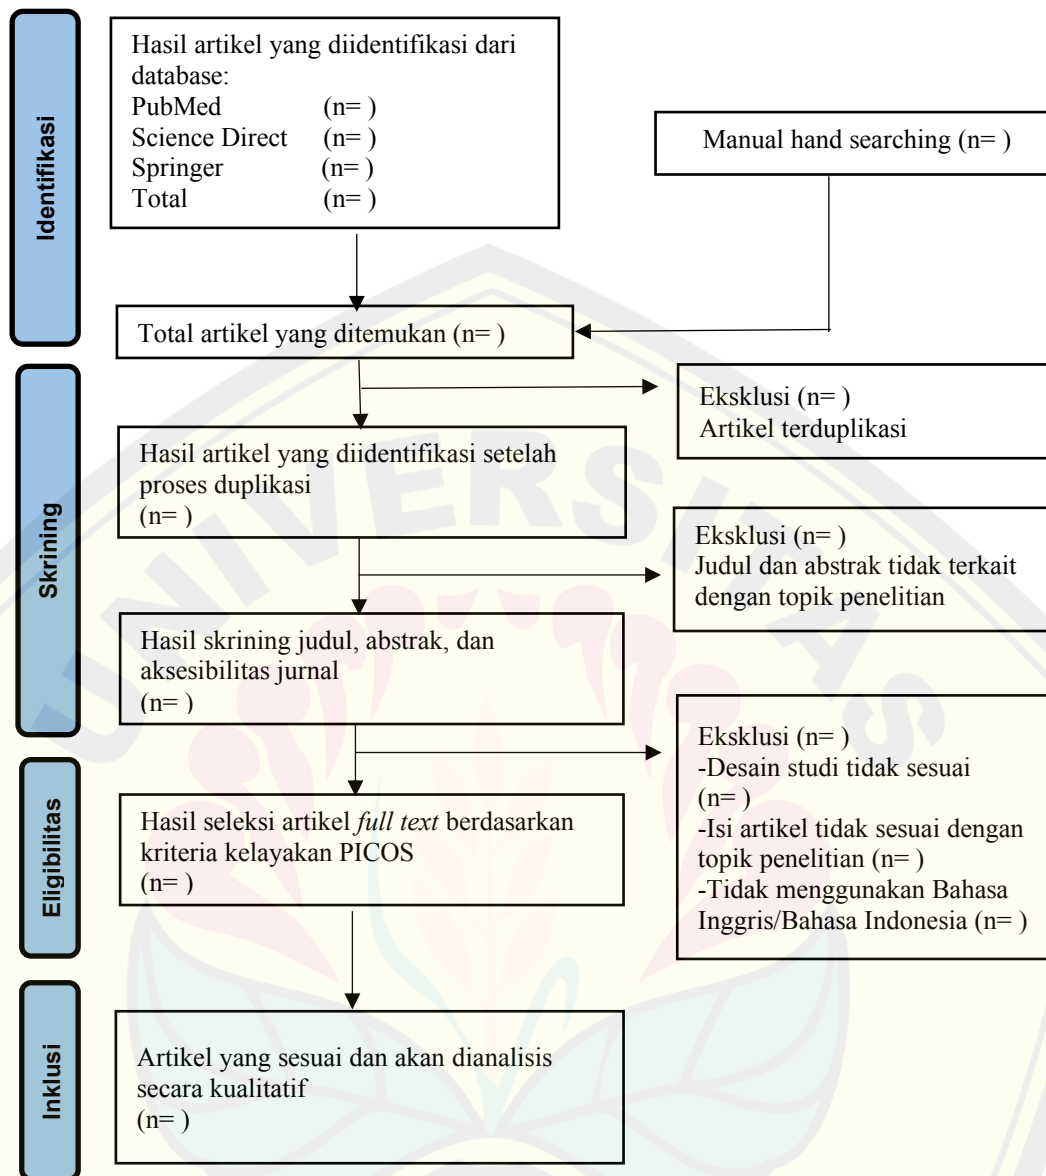 Identifikasi
Hasil artikel yang diidentifikasi dari
database:
PubMed (n= )
Science Direct (n= )
Springer (n= )
Total (n= )
Manual hand searching (n= )
Total artikel yang ditemukan (n= )
Skrining
Eksklusi (n= )
Artikel terduplikasi
Hasil artikel yang diidentifikasi setelah
proses duplikasi
(n= )
Eksklusi (n= )
Judul dan abstrak tidak terkait
dengan topik penelitian
Hasil skrining judul, abstrak, dan
aksesibilitas jurnal
(n= )
Eligibilitas
Eksklusi (n= )
-Desain studi tidak sesuai
(n= )
-Isi artikel tidak sesuai dengan
topik penelitian (n= )
-Tidak menggunakan Bahasa
Inggris/Bahasa Indonesia (n= )
Hasil seleksi artikel full text berdasarkan
kriteria kelayakan PICOS
(n= )
Inklusi
Artikel yang sesuai dan akan dianalisis
secara kualitatif
(n= )
UNIVERSITAS